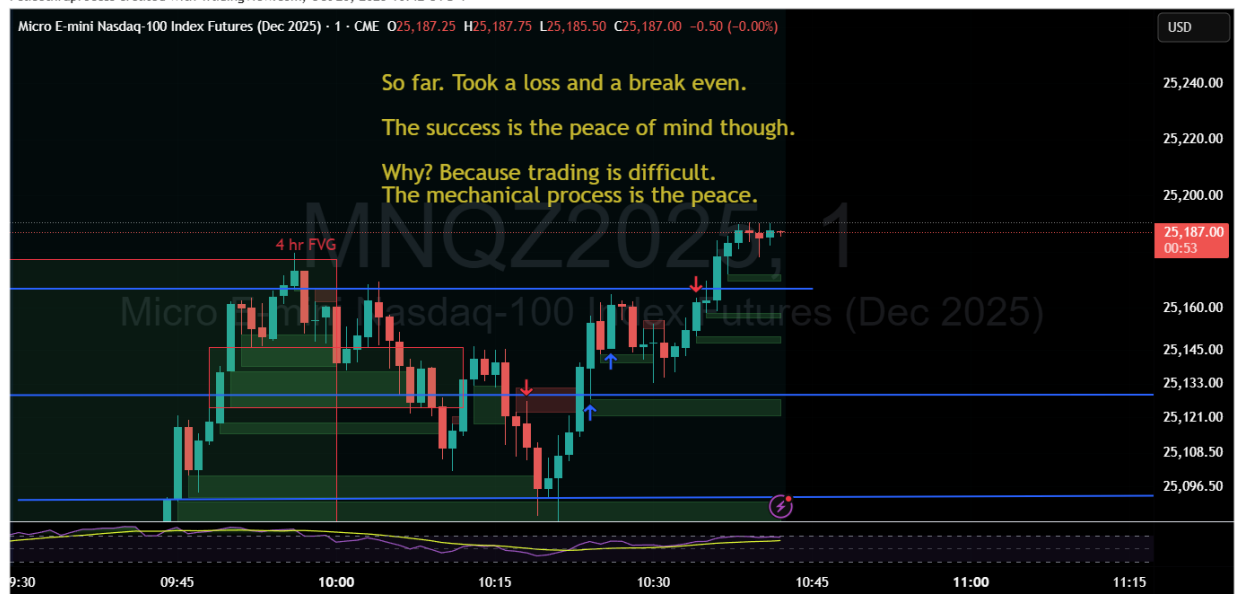 Micro E-mini Nasdaq-100 Index Futures (Dec 2025) · 1 · CME O25,187.25 H25,187.75 L25,185.50 C25,187.00 −0.50 (−0.00%)
USD
So far. Took a loss and a break even.
The success is the peace of mind though.
Why? Because trading is difficult.
The mechanical process is the peace.
MNQZ2025, 1
Micro E-mini Nasdaq-100 Index Futures (Dec 2025)
4 hr FVG
25,240.00
25,220.00
25,200.00
25,187.00
00:53
25,160.00
25,145.00
25,133.00
25,121.00
25,108.50
25,096.50
9:30 09:45 10:00 10:15 10:30 10:45 11:00 11:15